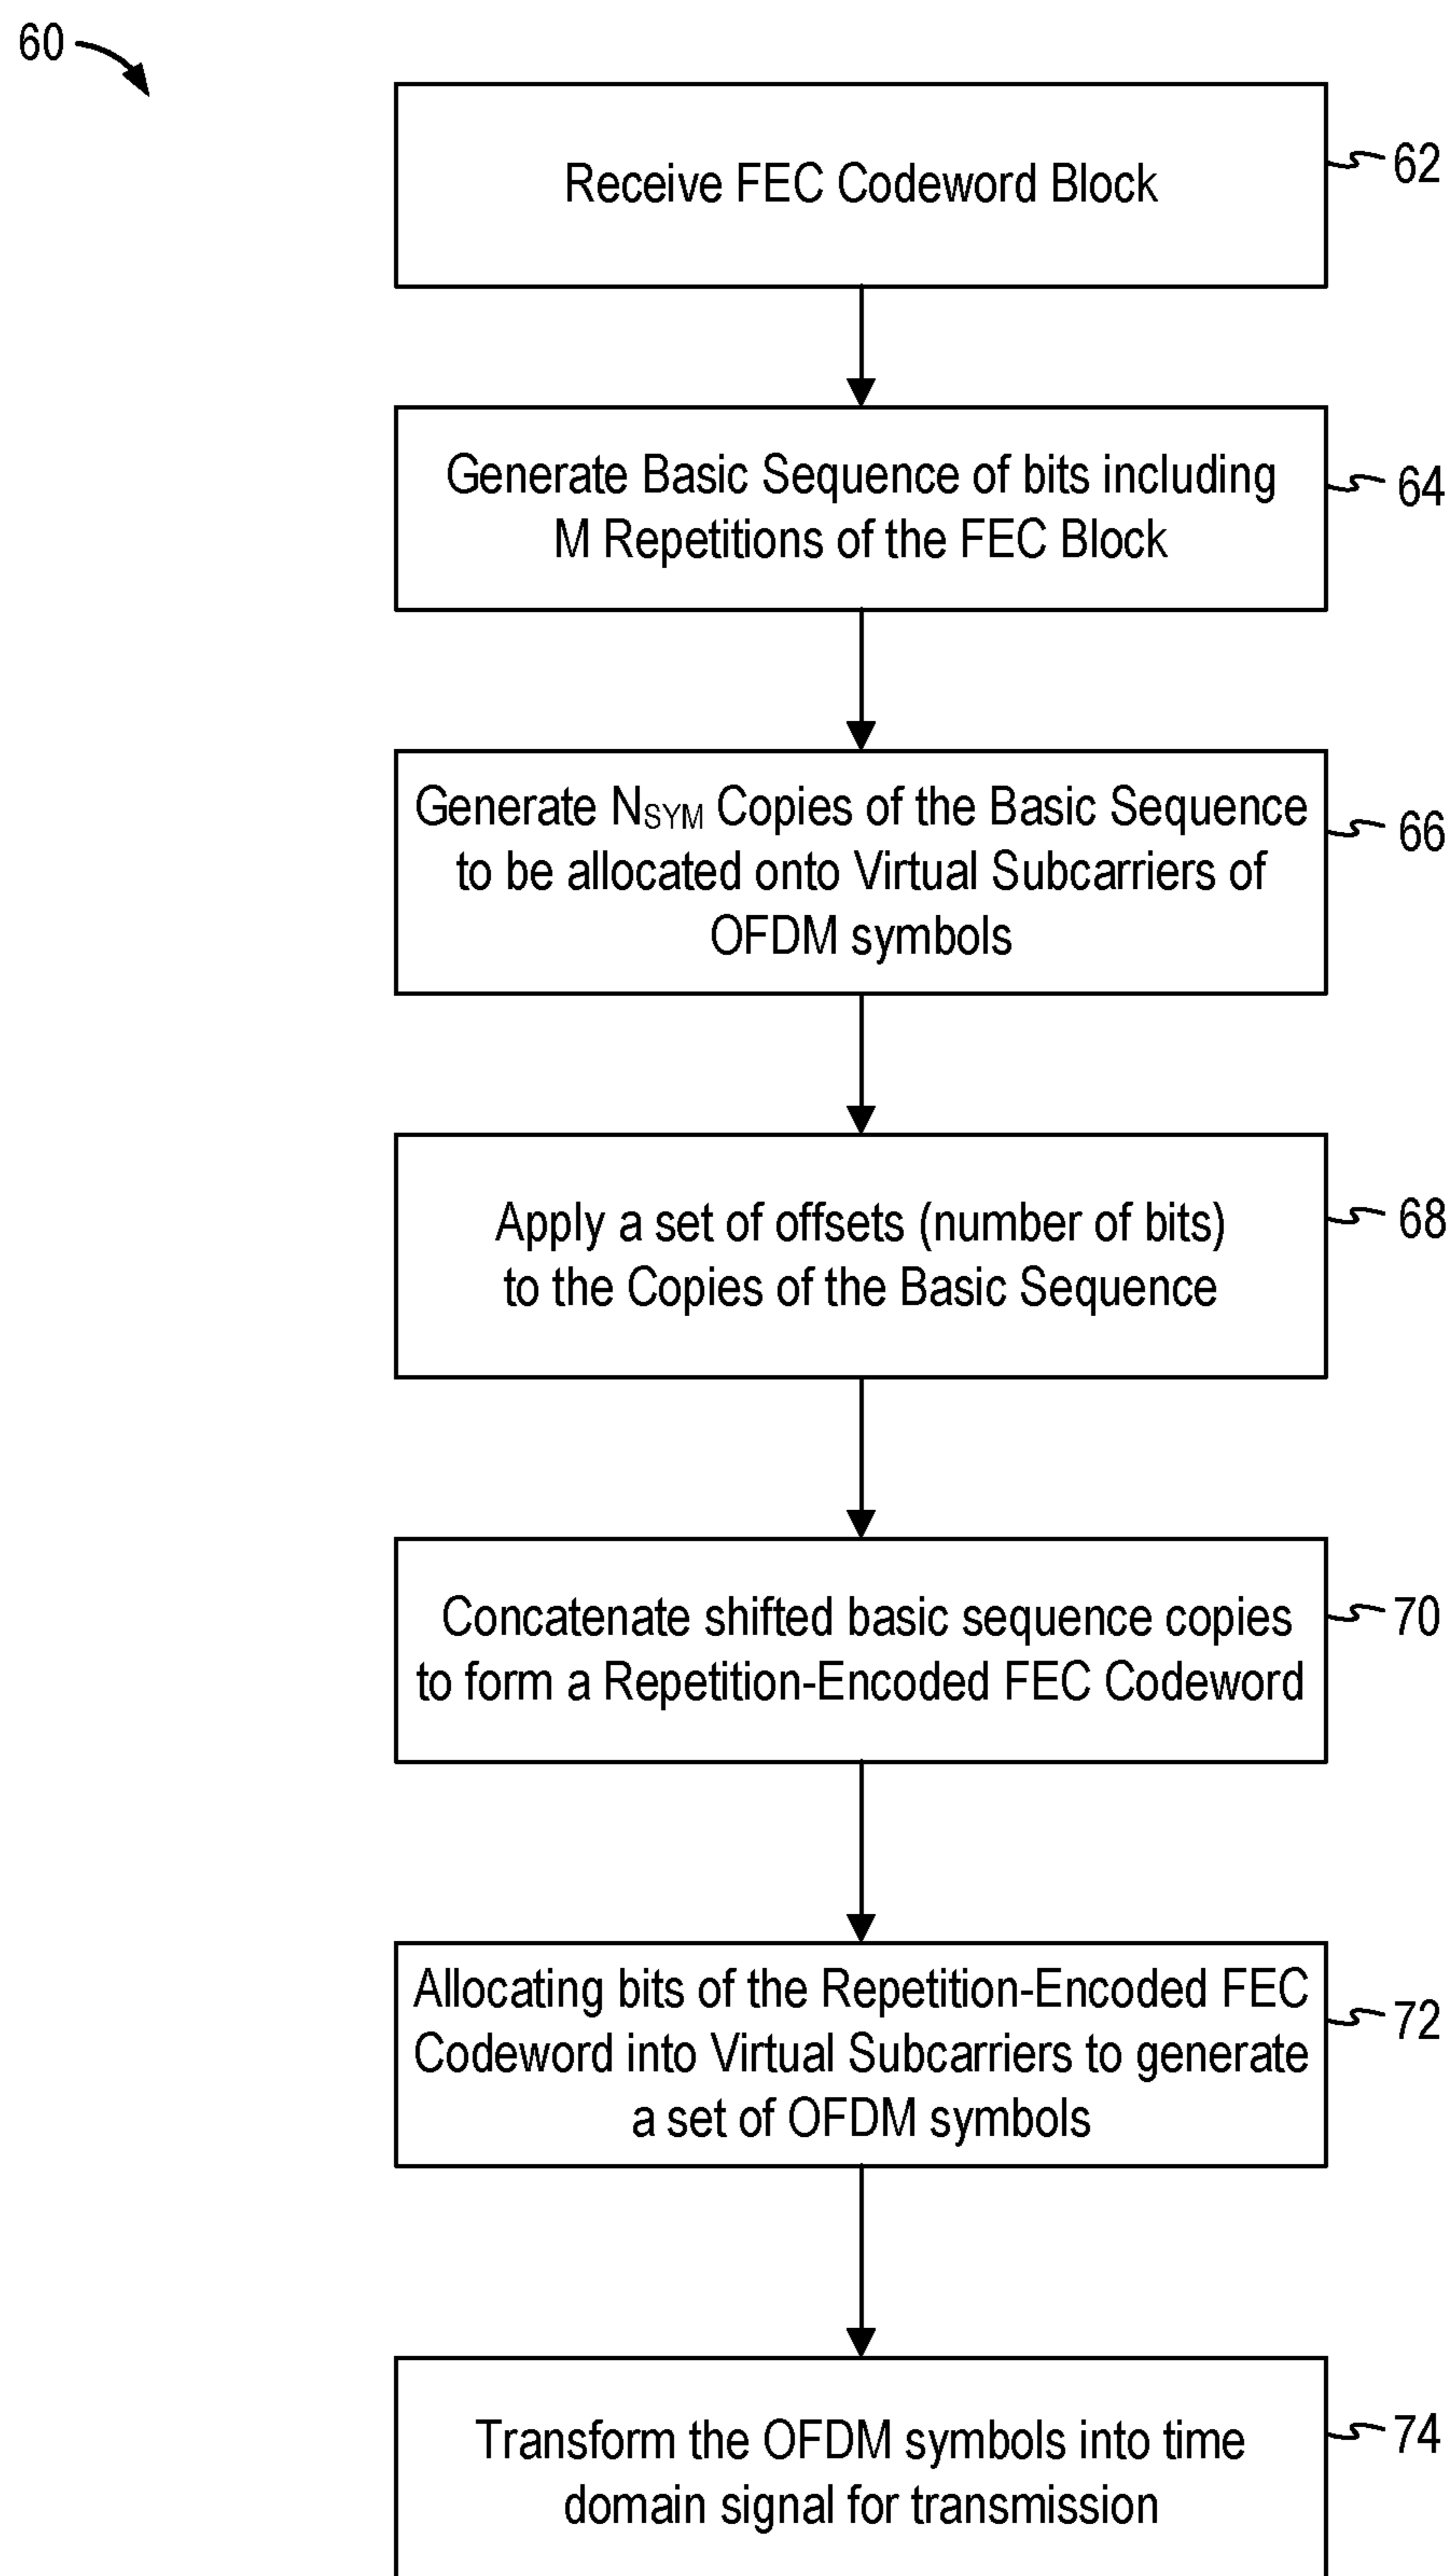 60
Receive FEC Codeword Block
62
Generate Basic Sequence of bits including
M Repetitions of the FEC Block
64
Generate NSYM Copies of the Basic Sequence
to be allocated onto Virtual Subcarriers of
OFDM symbols
66
Apply a set of offsets (number of bits)
to the Copies of the Basic Sequence
68
Concatenate shifted basic sequence copies
to form a Repetition-Encoded FEC Codeword
70
Allocating bits of the Repetition-Encoded FEC
Codeword into Virtual Subcarriers to generate
a set of OFDM symbols
72
Transform the OFDM symbols into time
domain signal for transmission
74